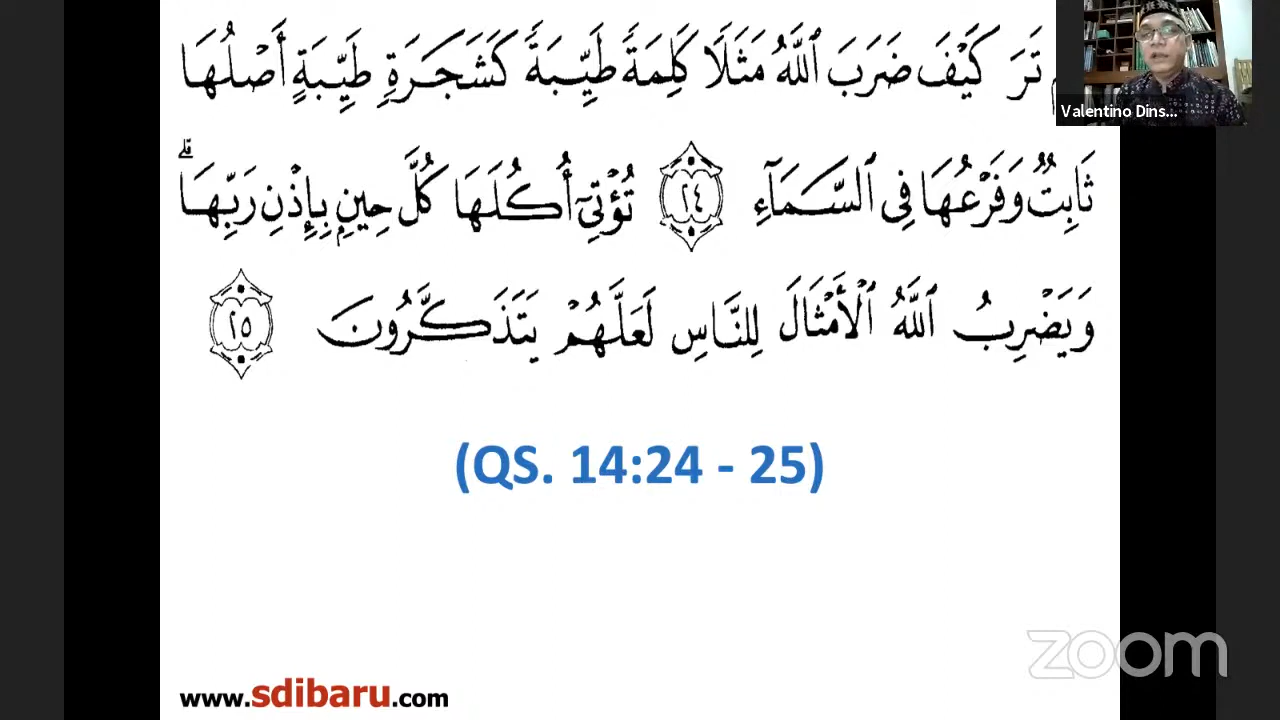 تَرَ كَيْفَ ضَرَبَ ٱللَّهُ مَثَلًا كَلِمَةً طَيِّبَةً كَشَجَرَةٍ طَيِّبَةٍ أَصْلُهَا
ثَابِتٌ وَفَرْعُهَا فِى ٱلسَّمَآءِ ٢٤ تُؤْتِىٓ أُكُلَهَا كُلَّ حِينٍۭ بِإِذْنِ رَبِّهَا ۗ
وَيَضْرِبُ ٱللَّهُ ٱلْأَمْثَالَ لِلنَّاسِ لَعَلَّهُمْ يَتَذَكَّرُونَ ٢٥
(QS. 14:24 - 25)
www.sdibaru.com
Valentino Dins...
zoom